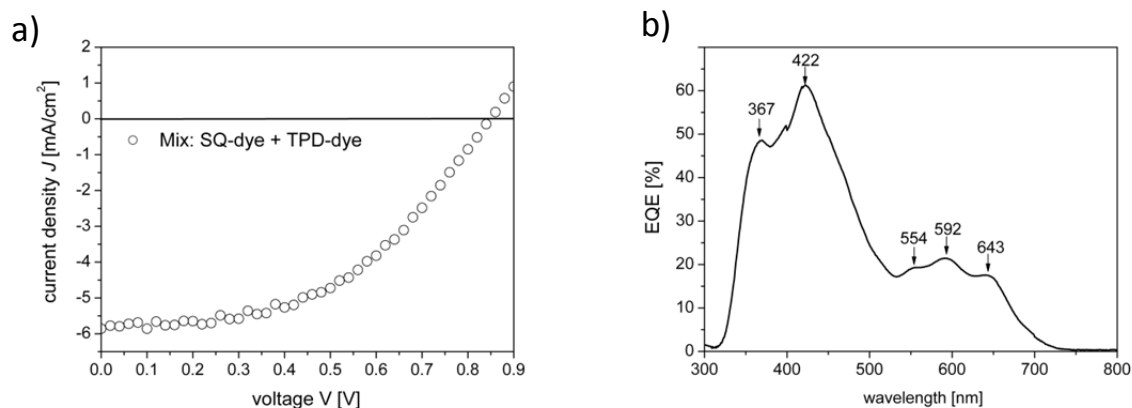 a)
2
1
0
-1
-2
-3
-4
-5
-6
current density J [mA/cm²]
Mix: SQ-dye + TPD-dye
0.0 0.1 0.2 0.3 0.4 0.5 0.6 0.7 0.8 0.9
voltage V [V]
b)
60
50
40
30
20
10
0
EQE [%]
367
422
554
592
643
300 400 500 600 700 800
wavelength [nm]